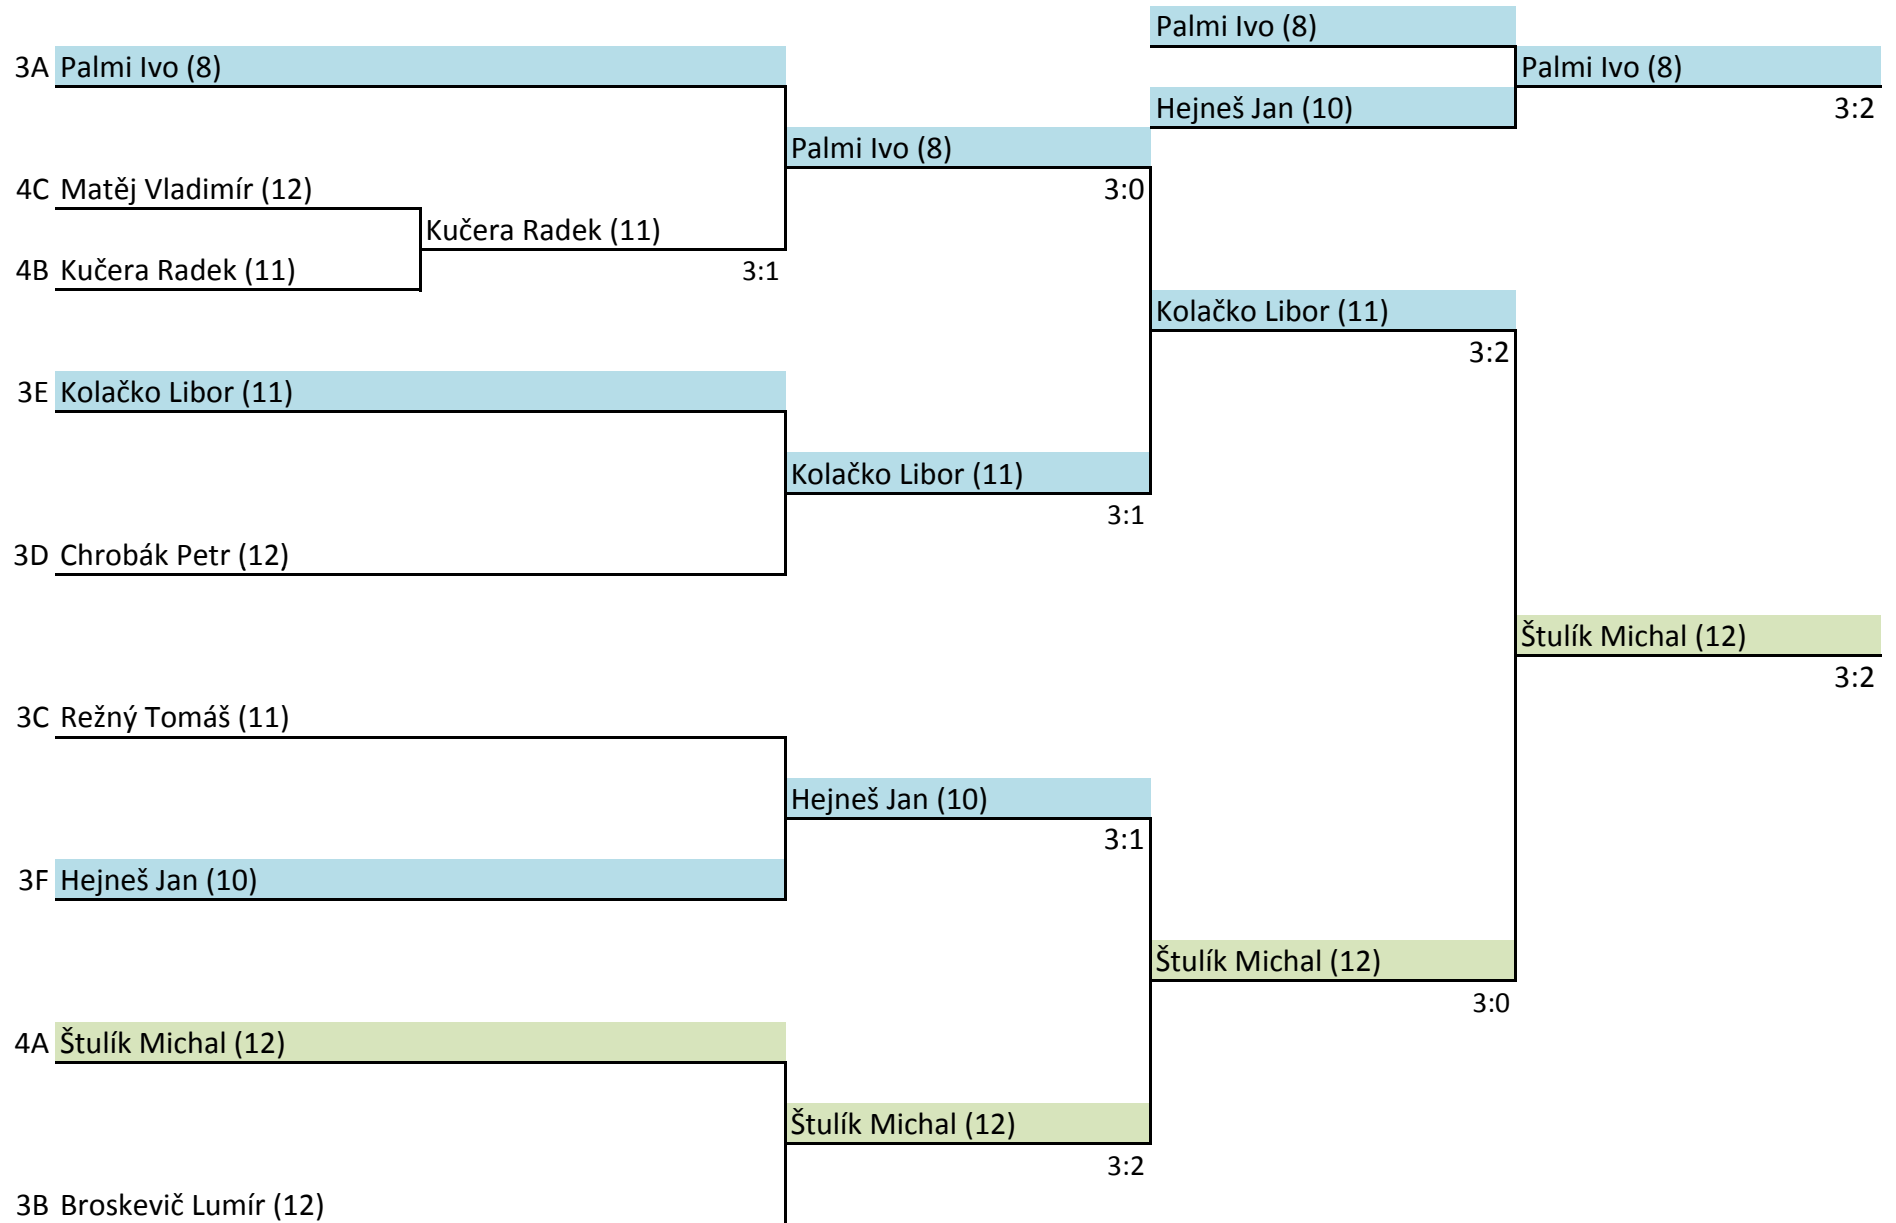 Palmi Ivo (8)
3A Palmi Ivo (8)
Palmi Ivo (8)
Hejneš Jan (10)
3:2
Palmi Ivo (8)
4C Matěj Vladimír (12)
3:0
Kučera Radek (11)
4B Kučera Radek (11)
3:1
Kolačko Libor (11)
3:2
3E Kolačko Libor (11)
Kolačko Libor (11)
3:1
3D Chrobák Petr (12)
Štulík Michal (12)
3:2
3C Režný Tomáš (11)
Hejneš Jan (10)
3:1
3F Hejneš Jan (10)
Štulík Michal (12)
3:0
4A Štulík Michal (12)
Štulík Michal (12)
3:2
3B Broskevič Lumír (12)